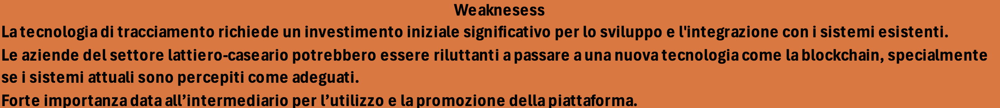 Weaknesess
La tecnologia di tracciamento richiede un investimento iniziale significativo per lo sviluppo e l'integrazione con i sistemi esistenti.
Le aziende del settore lattiero-caseario potrebbero essere riluttanti a passare a una nuova tecnologia come la blockchain, specialmente
se i sistemi attuali sono percepiti come adeguati.
Forte importanza data all’intermediario per l’utilizzo e la promozione della piattaforma.